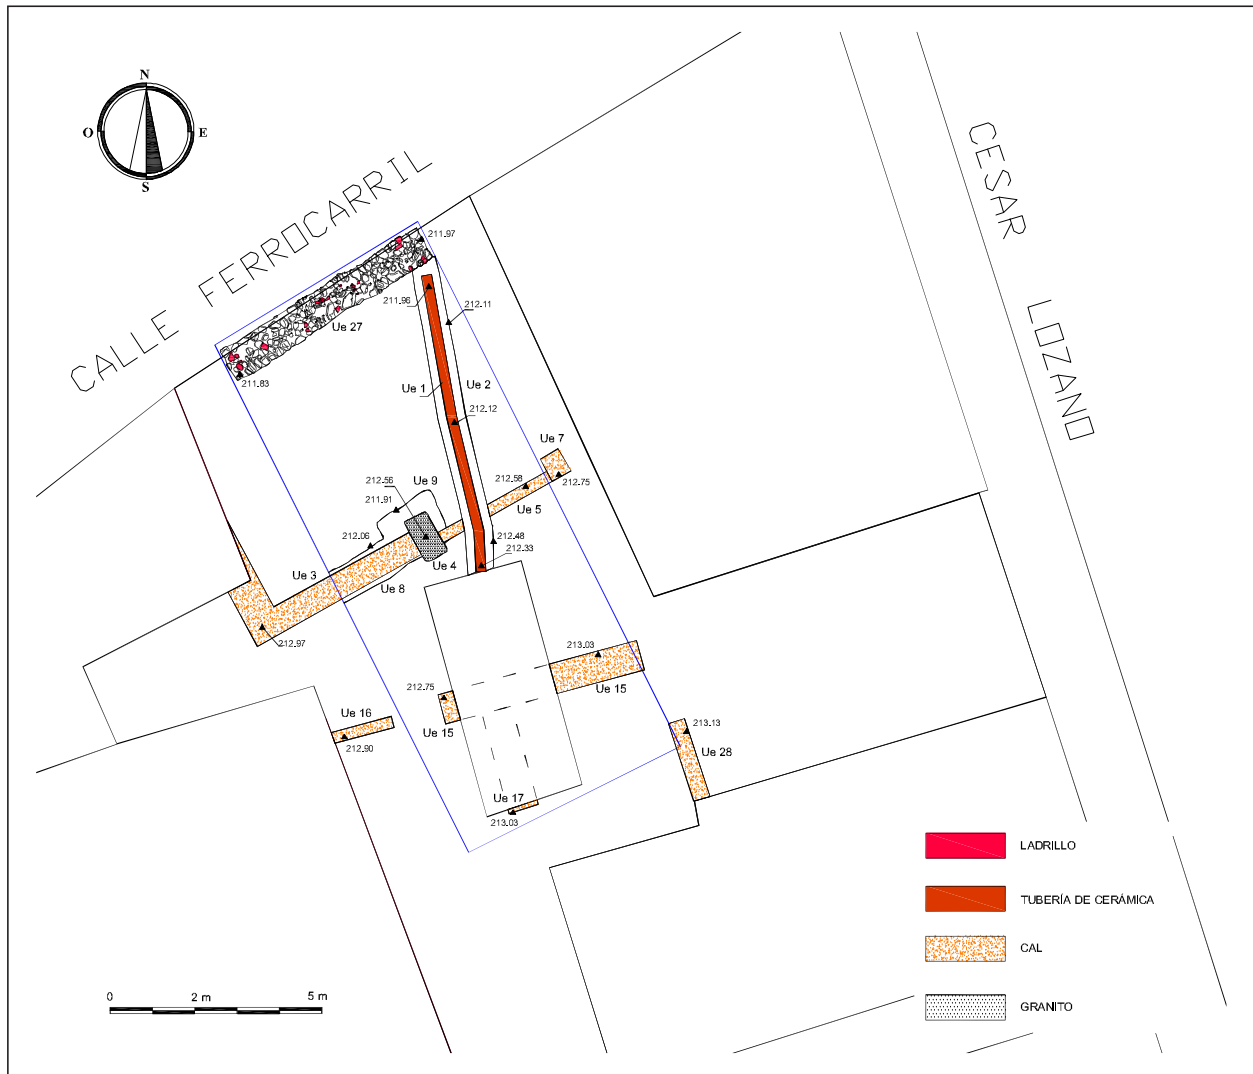 N
O E
S
CALLE FERROCARRIL
CESAR LOZANO
211.97
211.96
212.11
Ue 27
211.83
Ue 1
Ue 2
212.12
Ue 7
212.56
Ue 9
212.58
212.75
211.91
Ue 5
212.06
212.48
212.33
Ue 3
Ue 4
Ue 8
212.97
213.03
212.75
Ue 15
Ue 16
Ue 15
213.13
212.90
Ue 28
Ue 17
213.03
LADRILLO
TUBERÍA DE CERÁMICA
CAL
GRANITO
0 2 m 5 m